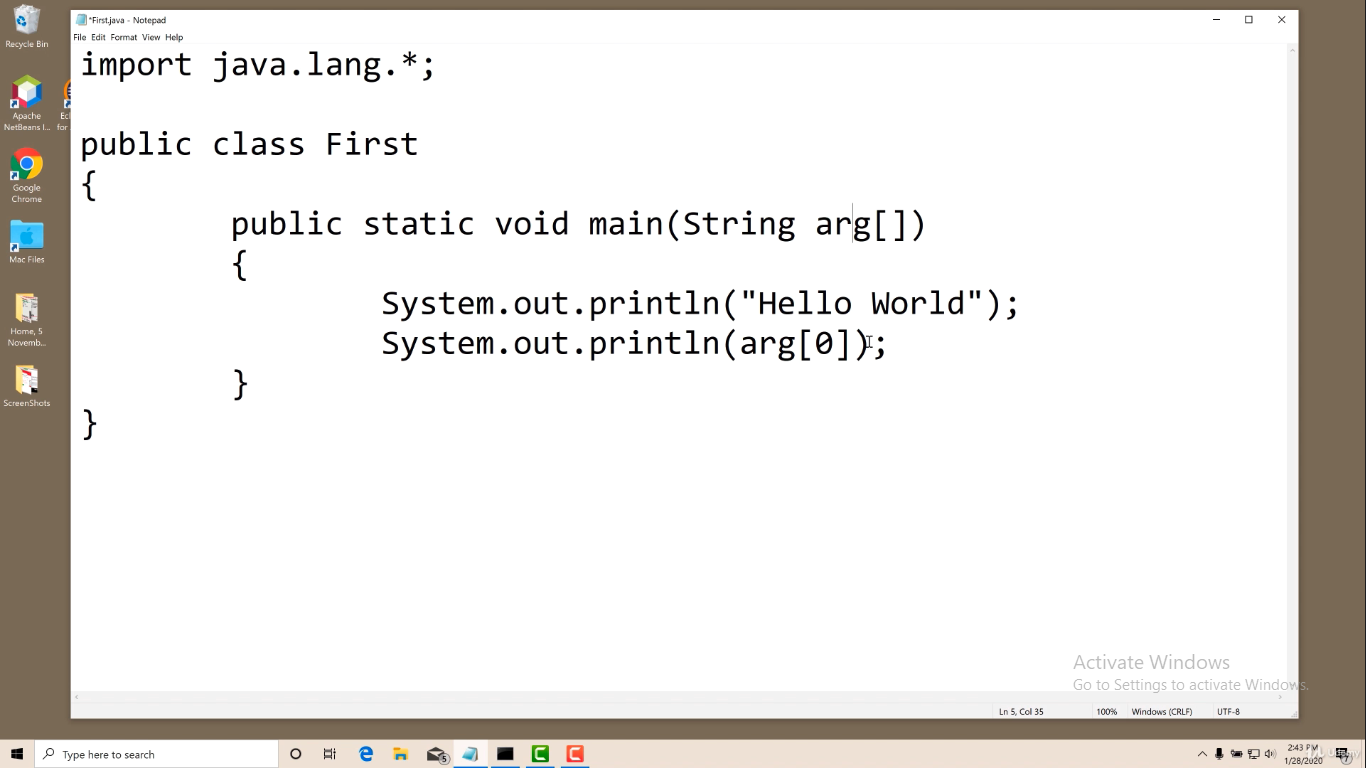 *First.java - Notepad
File Edit Format View Help
import java.lang.*;
public class First
{
public static void main(String arg[])
{
System.out.println("Hello World");
System.out.println(arg[0]);
}
}
Recycle Bin
Apache
NetBeans I...
Ecl
for
Google
Chrome
Mac Files
Home, 5
Novemb...
ScreenShots
Activate Windows
Go to Settings to activate Windows.
Ln 5, Col 35
100%
Windows (CRLF)
UTF-8
Type here to search
5
2:43 PM
1/28/2020
7